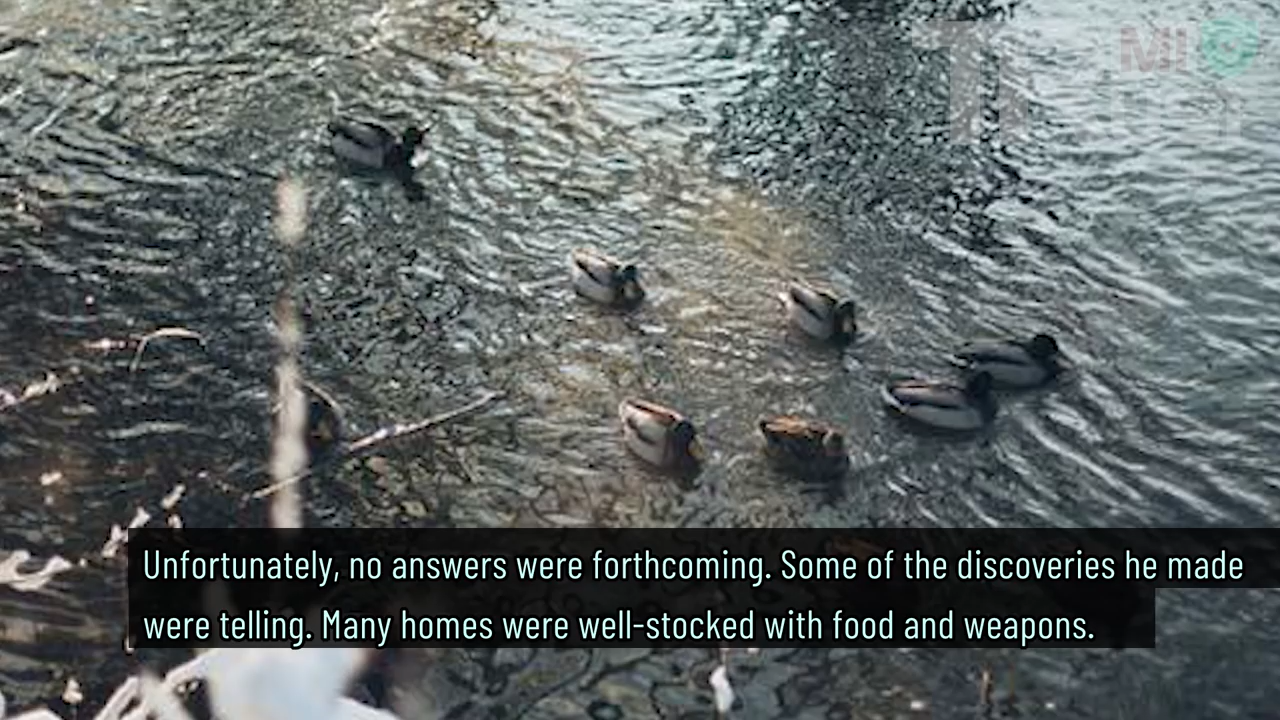 MI
Unfortunately, no answers were forthcoming. Some of the discoveries he made
were telling. Many homes were well-stocked with food and weapons.